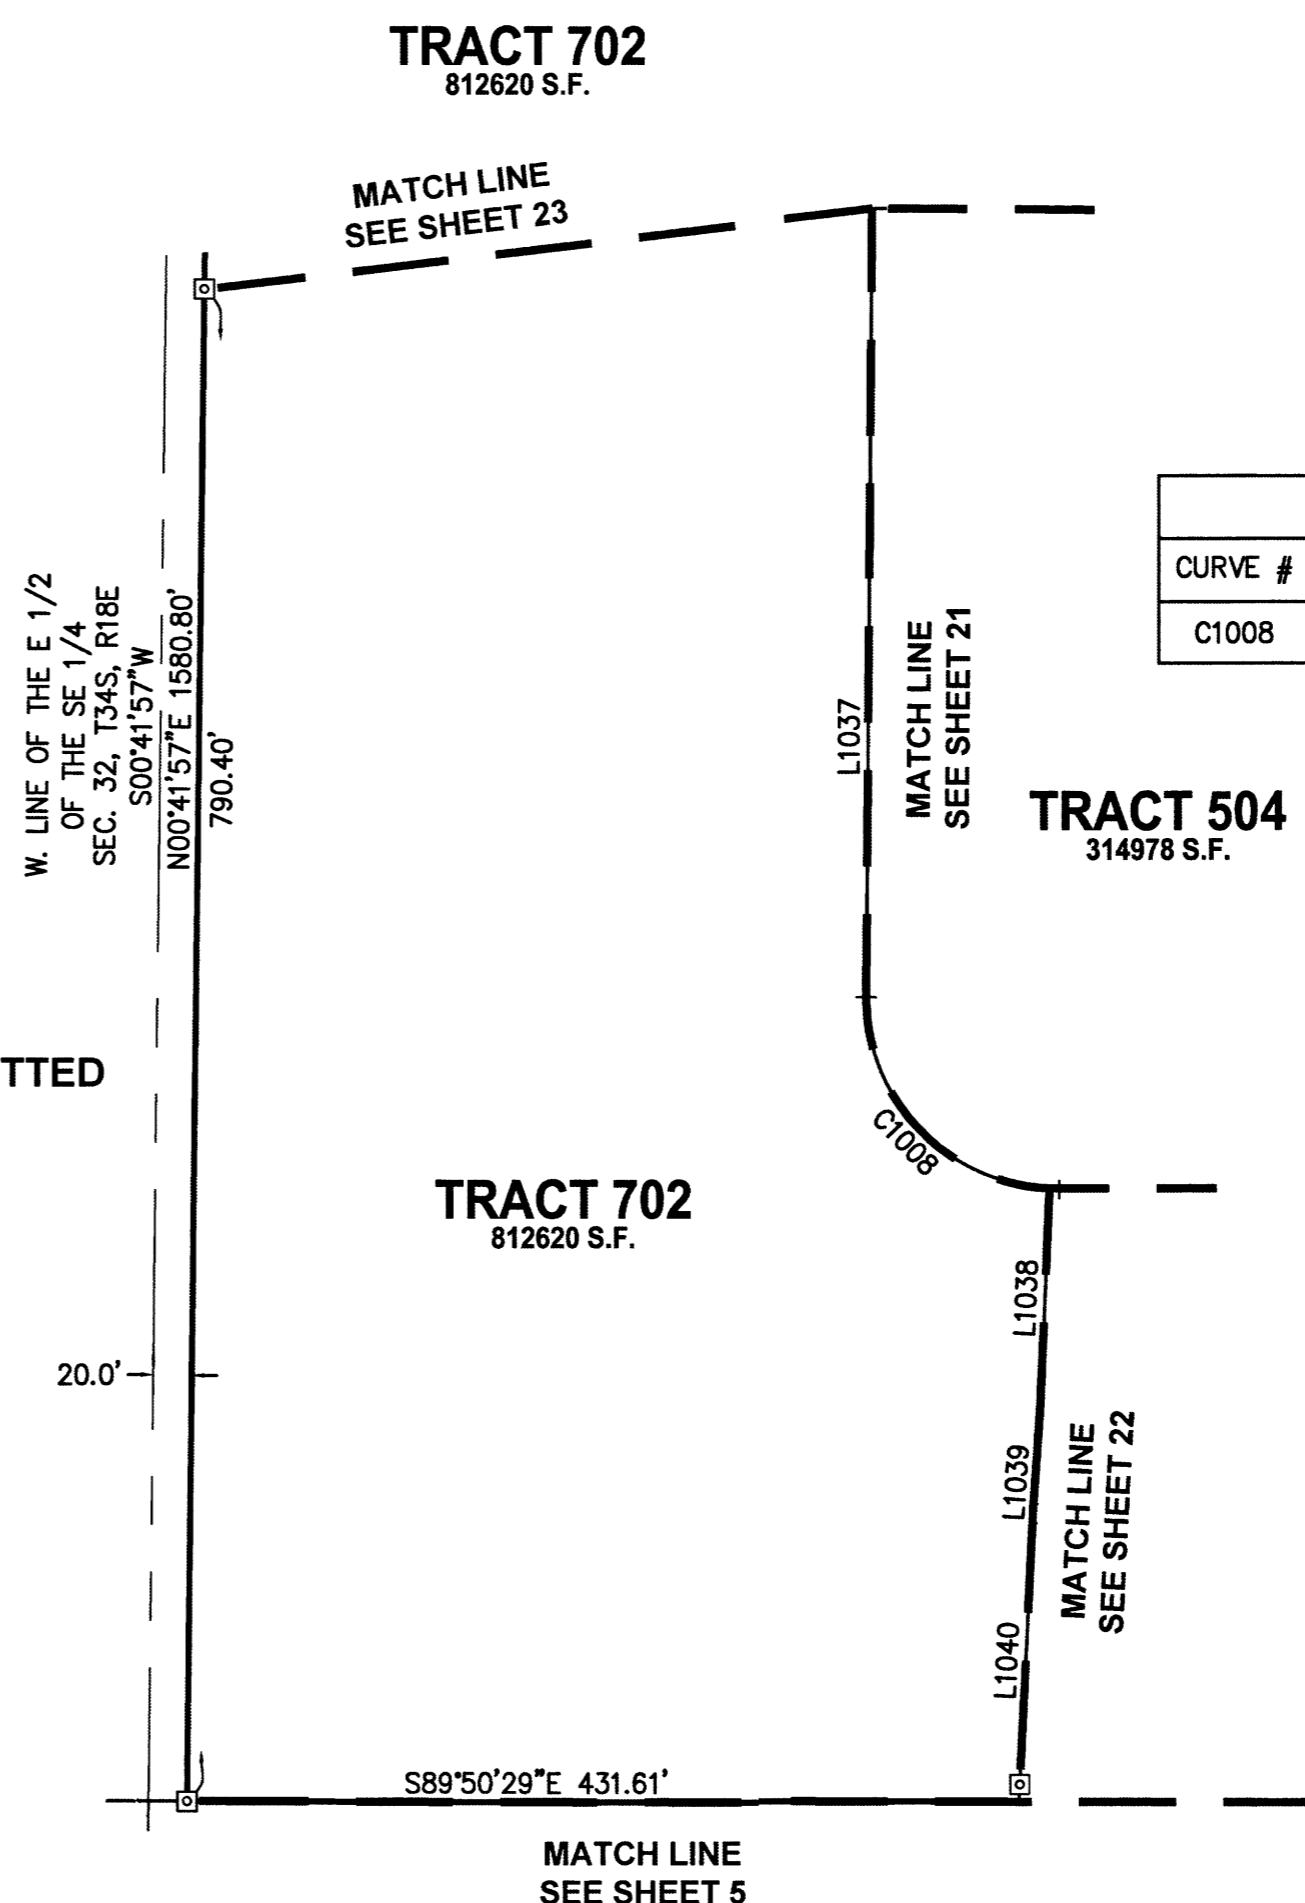 TRACT 702
812620 S.F.
MATCH LINE
SEE SHEET 23
CURVE #
C1008
W. LINE OF THE E 1/2
OF THE SE 1/4
SEC. 32, T34S, R18E
S00°41'57"W
N00°41'57"E 1580.80'
790.40'
L1037
MATCH LINE
SEE SHEET 21
TRACT 504
314978 S.F.
TTED
C1008
TRACT 702
812620 S.F.
L1038
20.0'
L1039
MATCH LINE
SEE SHEET 22
L1040
S89°50'29"E 431.61'
MATCH LINE
SEE SHEET 5